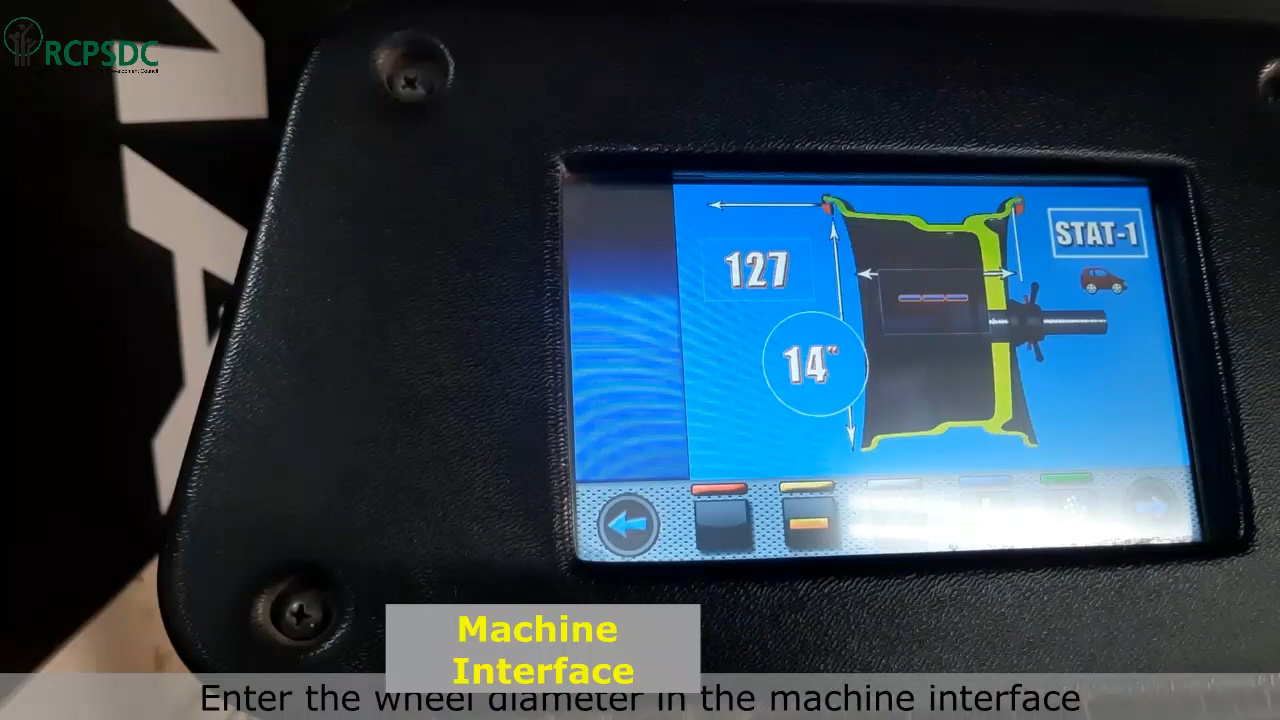 RCPSDC
STAT-1
127
14"
Machine
Interface
Enter the wheel diameter in the machine interface